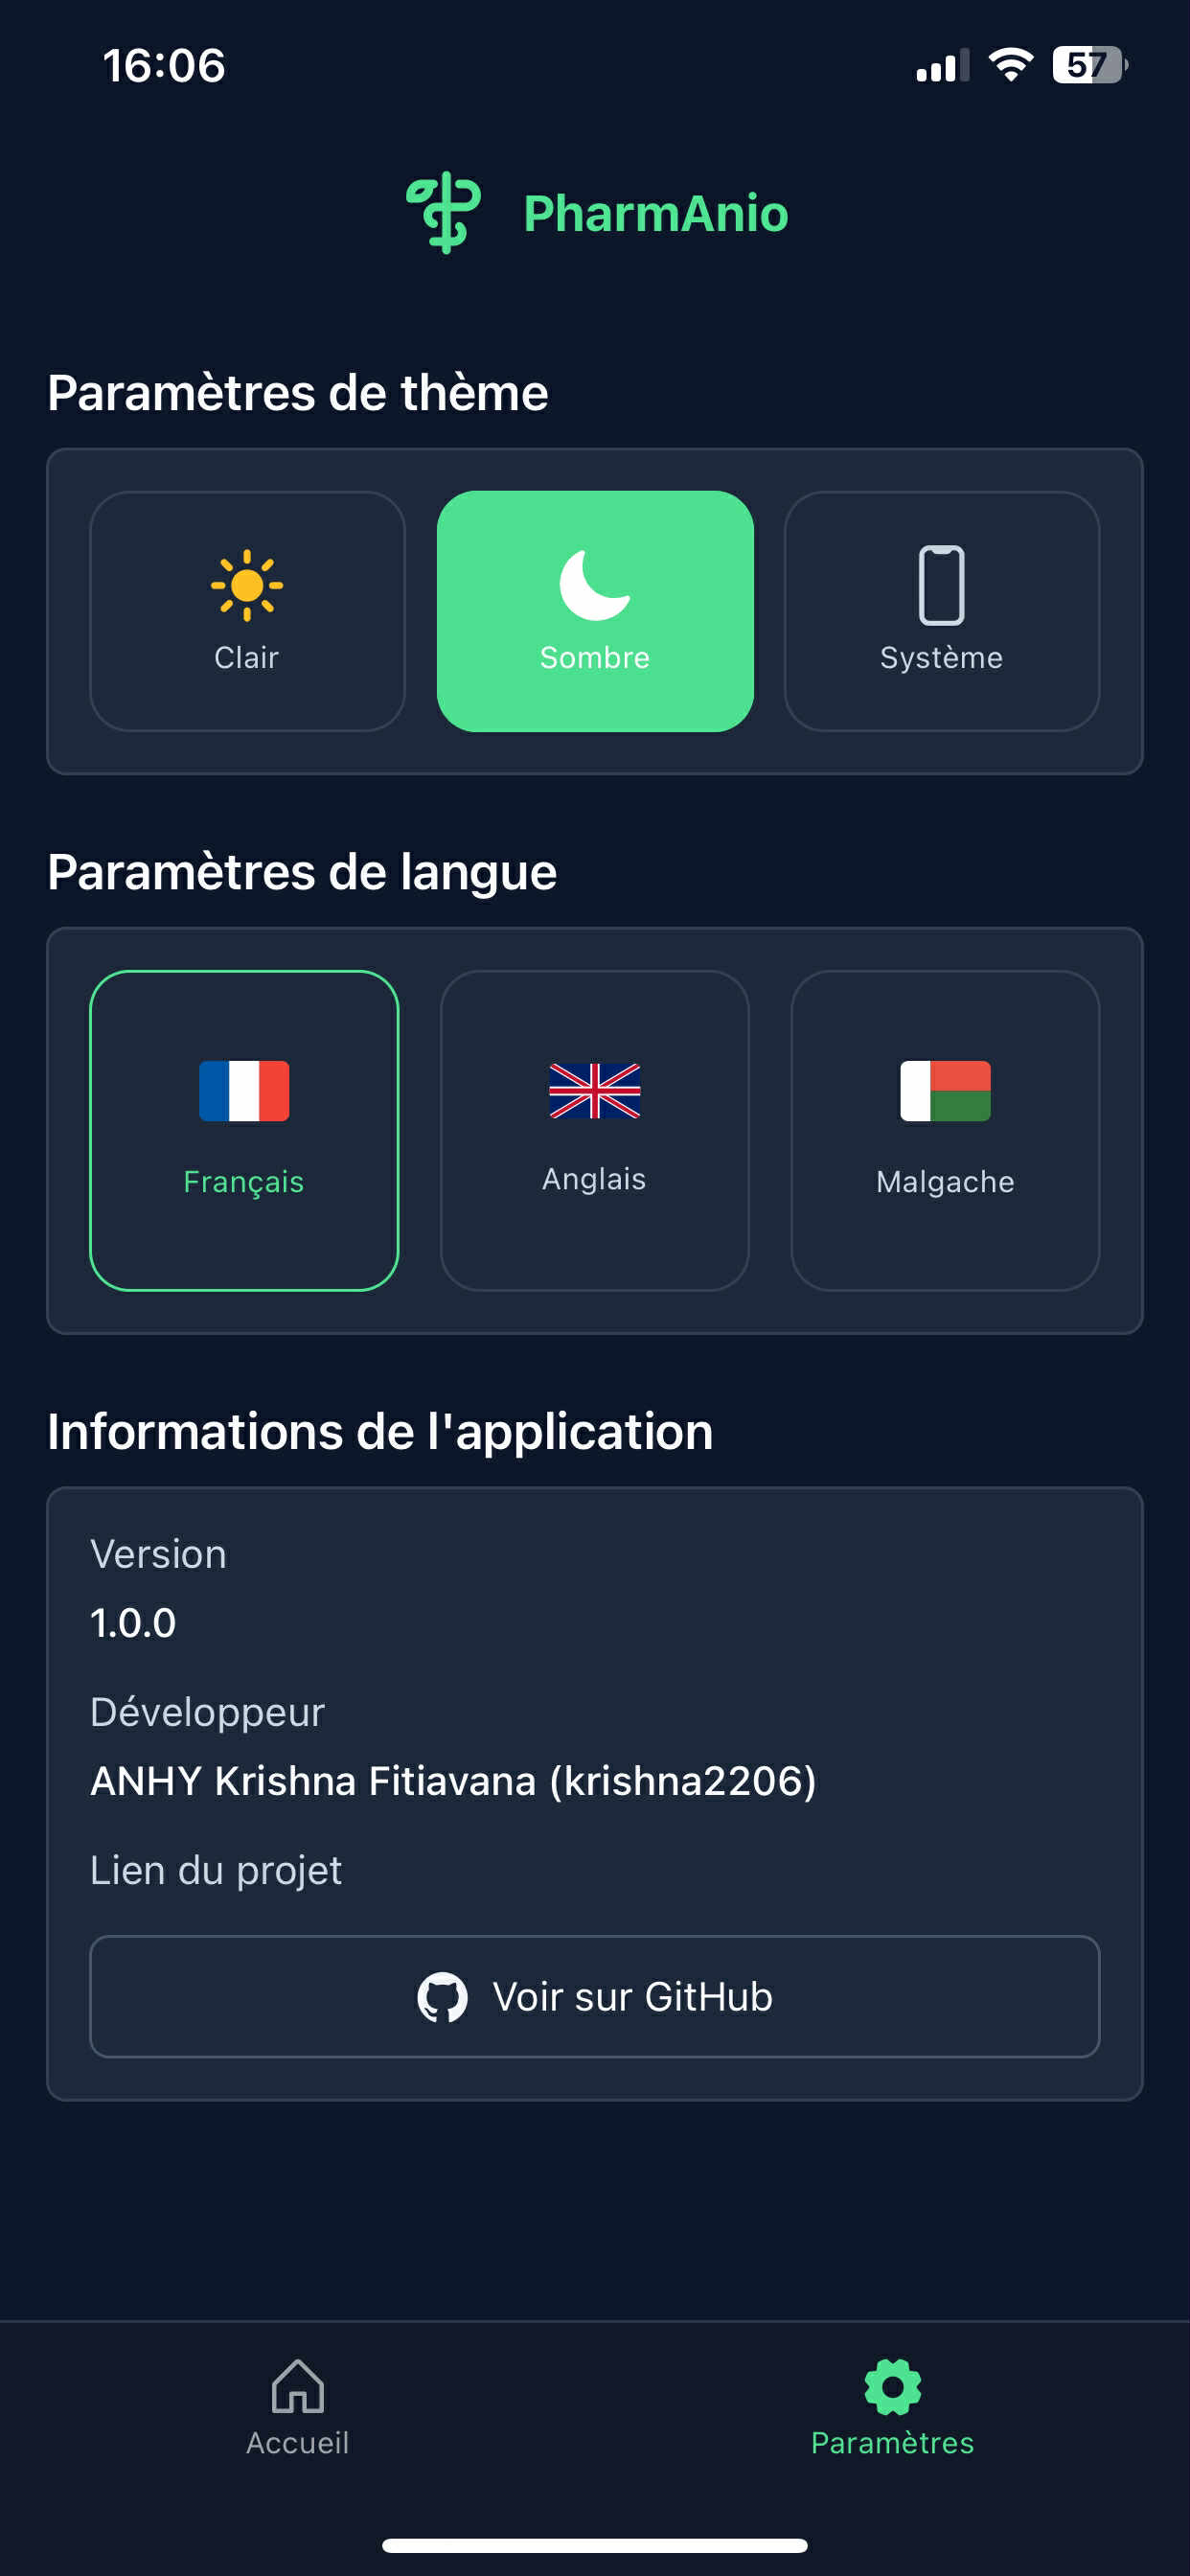 16:06
57
PharmAnio
Paramètres de thème
Clair
Sombre
Système
Paramètres de langue
Français
Anglais
Malgache
Informations de l'application
Version
1.0.0
Développeur
ANHY Krishna Fitiavana (krishna2206)
Lien du projet
Voir sur GitHub
Accueil
Paramètres